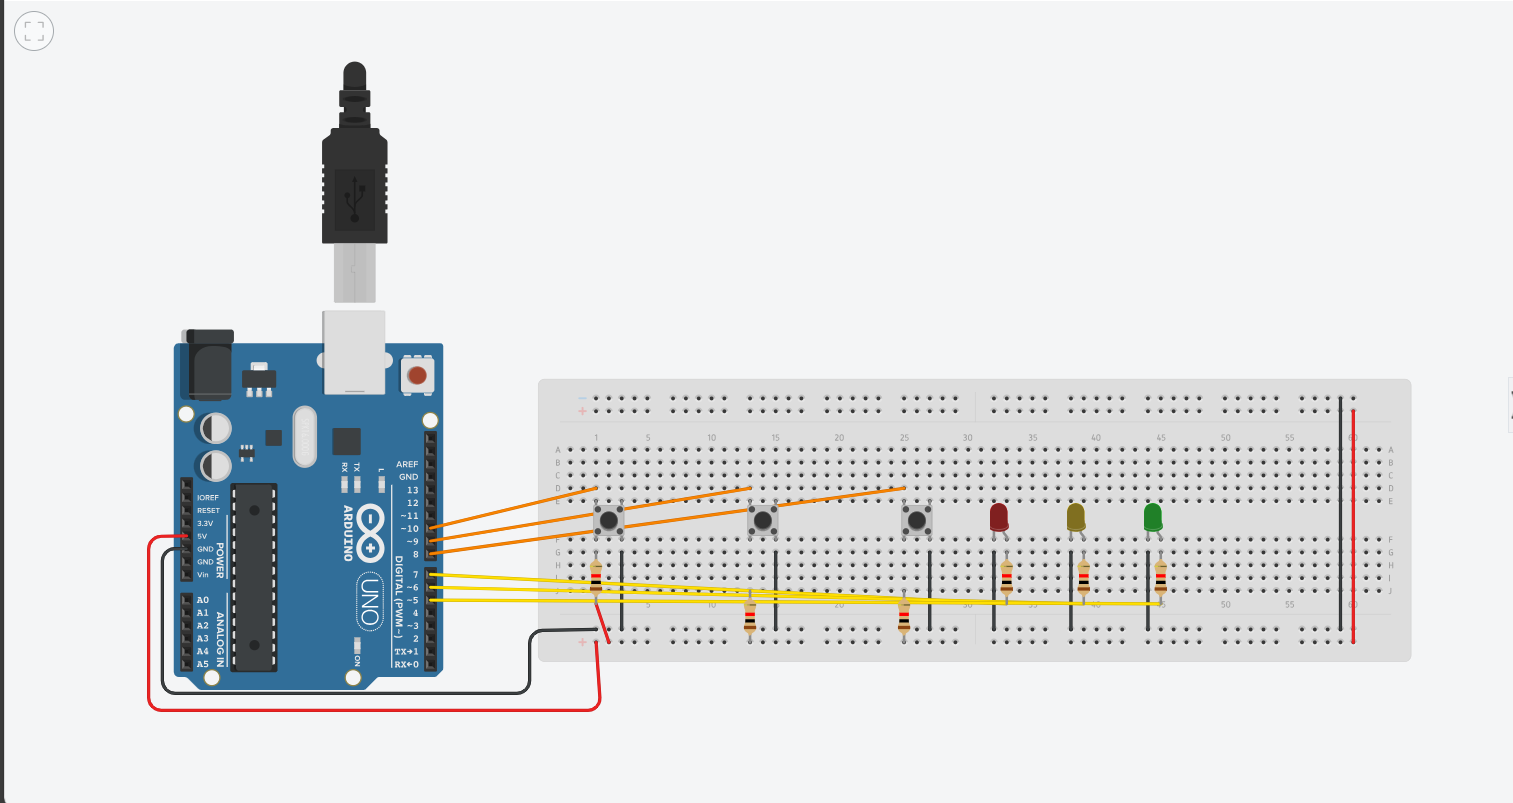 IOREF
RESET
3.3V
5V
GND
GND
Vin
POWER
A0
A1
A2
A3
A4
A5
ANALOG IN
RX
TX
L
ARDUINO
UNO
ON
AREF
GND
13
12
~11
~10
~9
8
7
~6
~5
4
~3
2
TX→1
RX←0
DIGITAL (PWM~)
− +
1 5 10 15 20 25 30 35 40 45 50 55 60
A A
B B
C C
D D
E E
F F
G G
H H
I I
J J
5 20 30 45 50 55 60
+